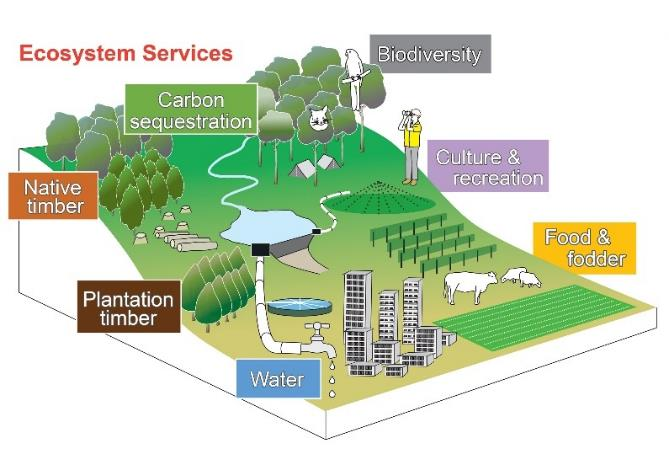 Ecosystem Services
Biodiversity
Carbon
sequestration
Culture &
recreation
Native
timber
Food &
fodder
Plantation
timber
Water